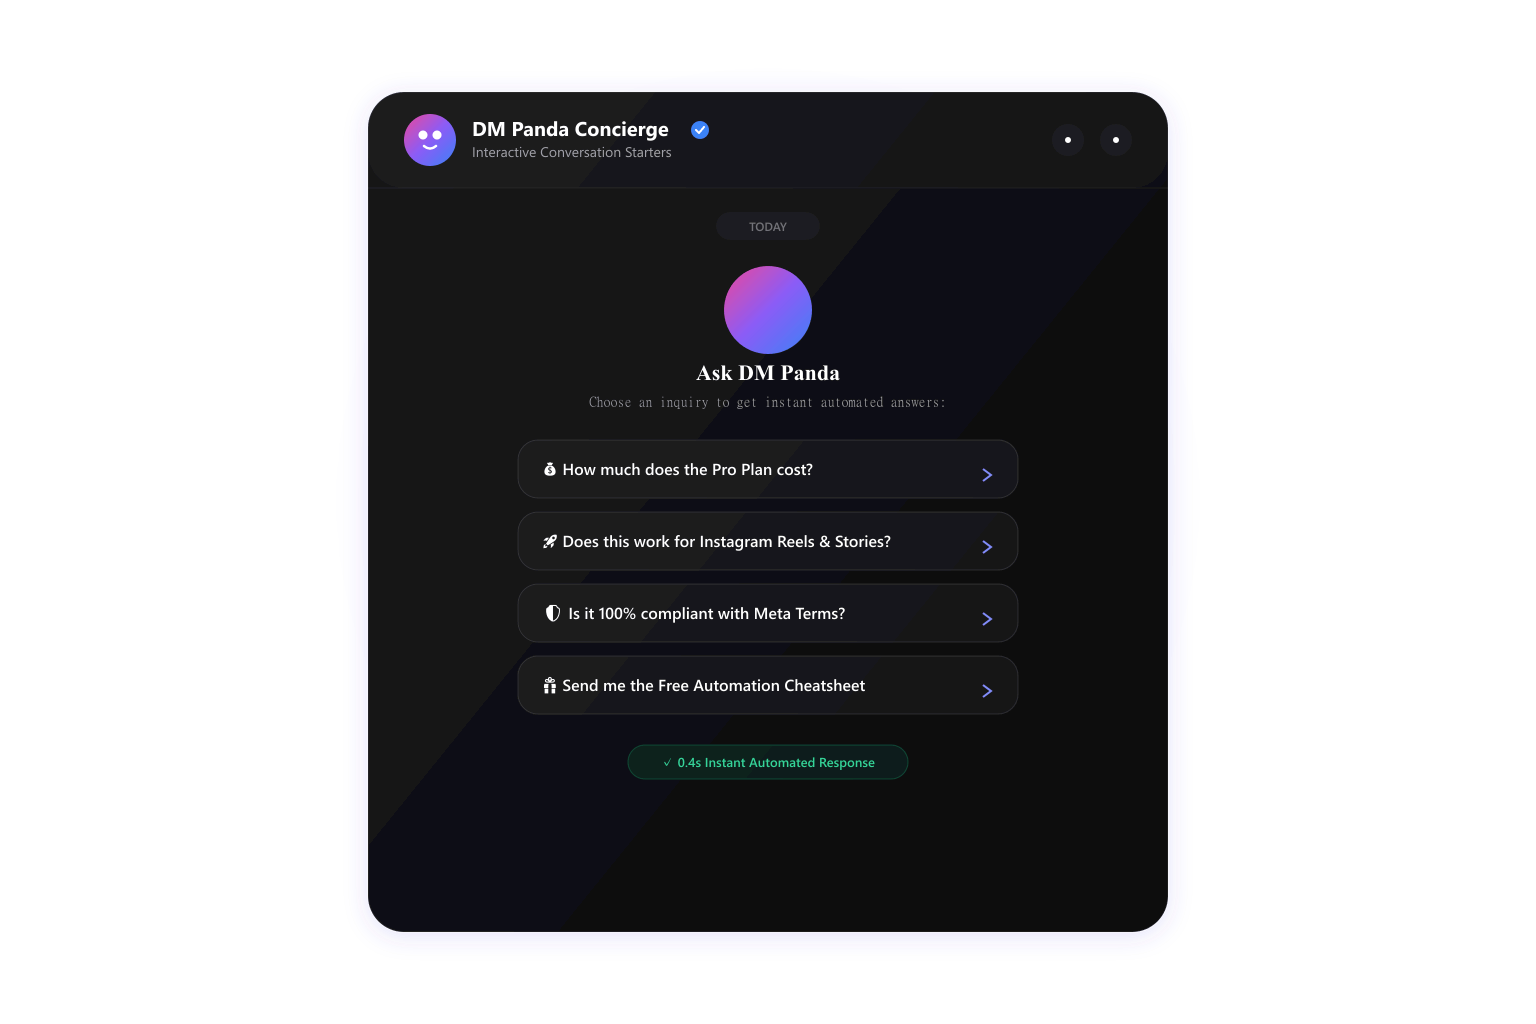 DM Panda Concierge
Interactive Conversation Starters
TODAY
Ask DM Panda
Choose an inquiry to get instant automated answers:
💰 How much does the Pro Plan cost?
🚀 Does this work for Instagram Reels & Stories?
🛡 Is it 100% compliant with Meta Terms?
🎁 Send me the Free Automation Cheatsheet
✓ 0.4s Instant Automated Response